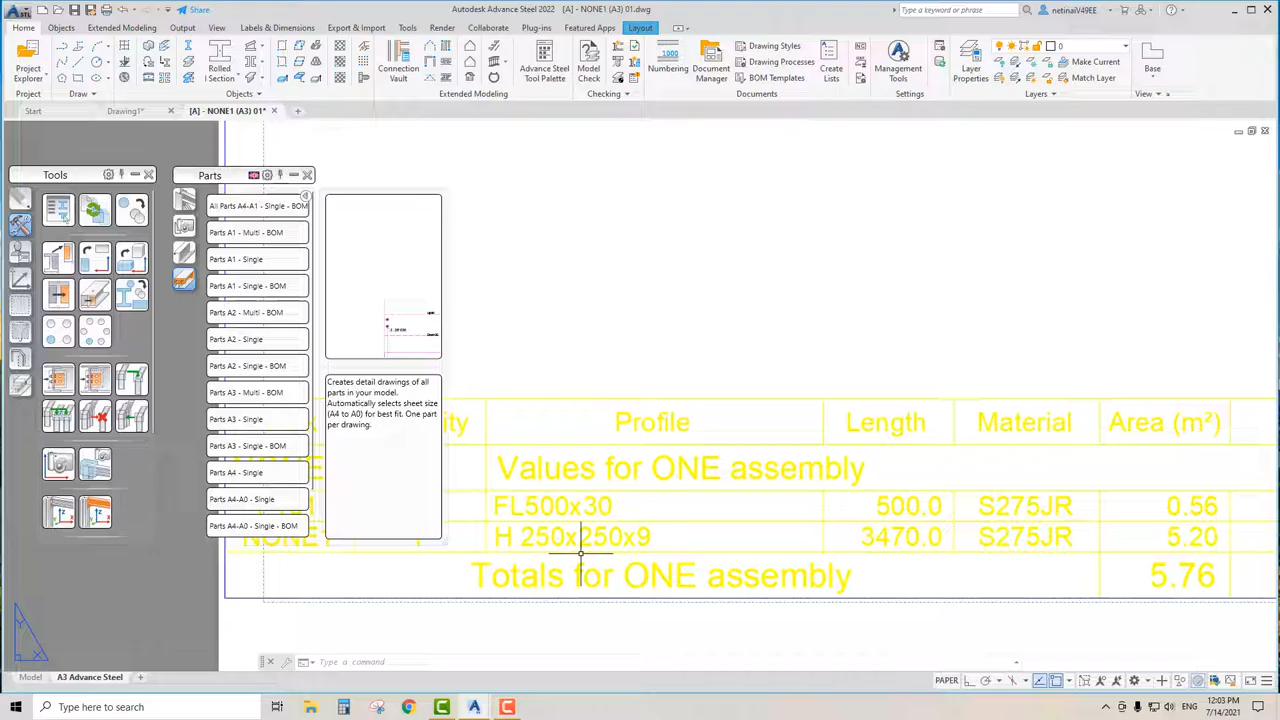 Share
Autodesk Advance Steel 2022 [A] - NONE1 (A3) 01.dwg
Type a keyword or phrase
netinaiV49EE
Home Objects Extended Modeling Output View Labels & Dimensions Export & Import Tools Render Collaborate Plug-ins Featured Apps Layout
Project Explorer
Rolled I Section
Connection Vault
Advance Steel Tool Palette
Model Check
Numbering
Document Manager
Drawing Styles
Drawing Processes
BOM Templates
Create Lists
Management Tools
Layer Properties
0
Make Current
Match Layer
Base
Project Draw Objects Extended Modeling Checking Documents Settings Layers View
Start Drawing1* [A] - NONE1 (A3) 01*
Tools
Parts
All Parts A4-A1 - Single - BOM
Parts A1 - Multi - BOM
Parts A1 - Single
Parts A1 - Single - BOM
Parts A2 - Multi - BOM
Parts A2 - Single
Parts A2 - Single - BOM
Parts A3 - Multi - BOM
Parts A3 - Single
Parts A3 - Single - BOM
Parts A4 - Single
Parts A4-A0 - Single
Parts A4-A0 - Single - BOM
Creates detail drawings of all
parts in your model.
Automatically selects sheet size
(A4 to A0) for best fit. One part
per drawing.
Profile Length Material Area (m²)
Values for ONE assembly
FL500x30 500.0 S275JR 0.56
H 250x250x9 3470.0 S275JR 5.20
Totals for ONE assembly 5.76
Type a command
Model A3 Advance Steel
PAPER
Type here to search
ENG
12:03 PM
7/14/2021